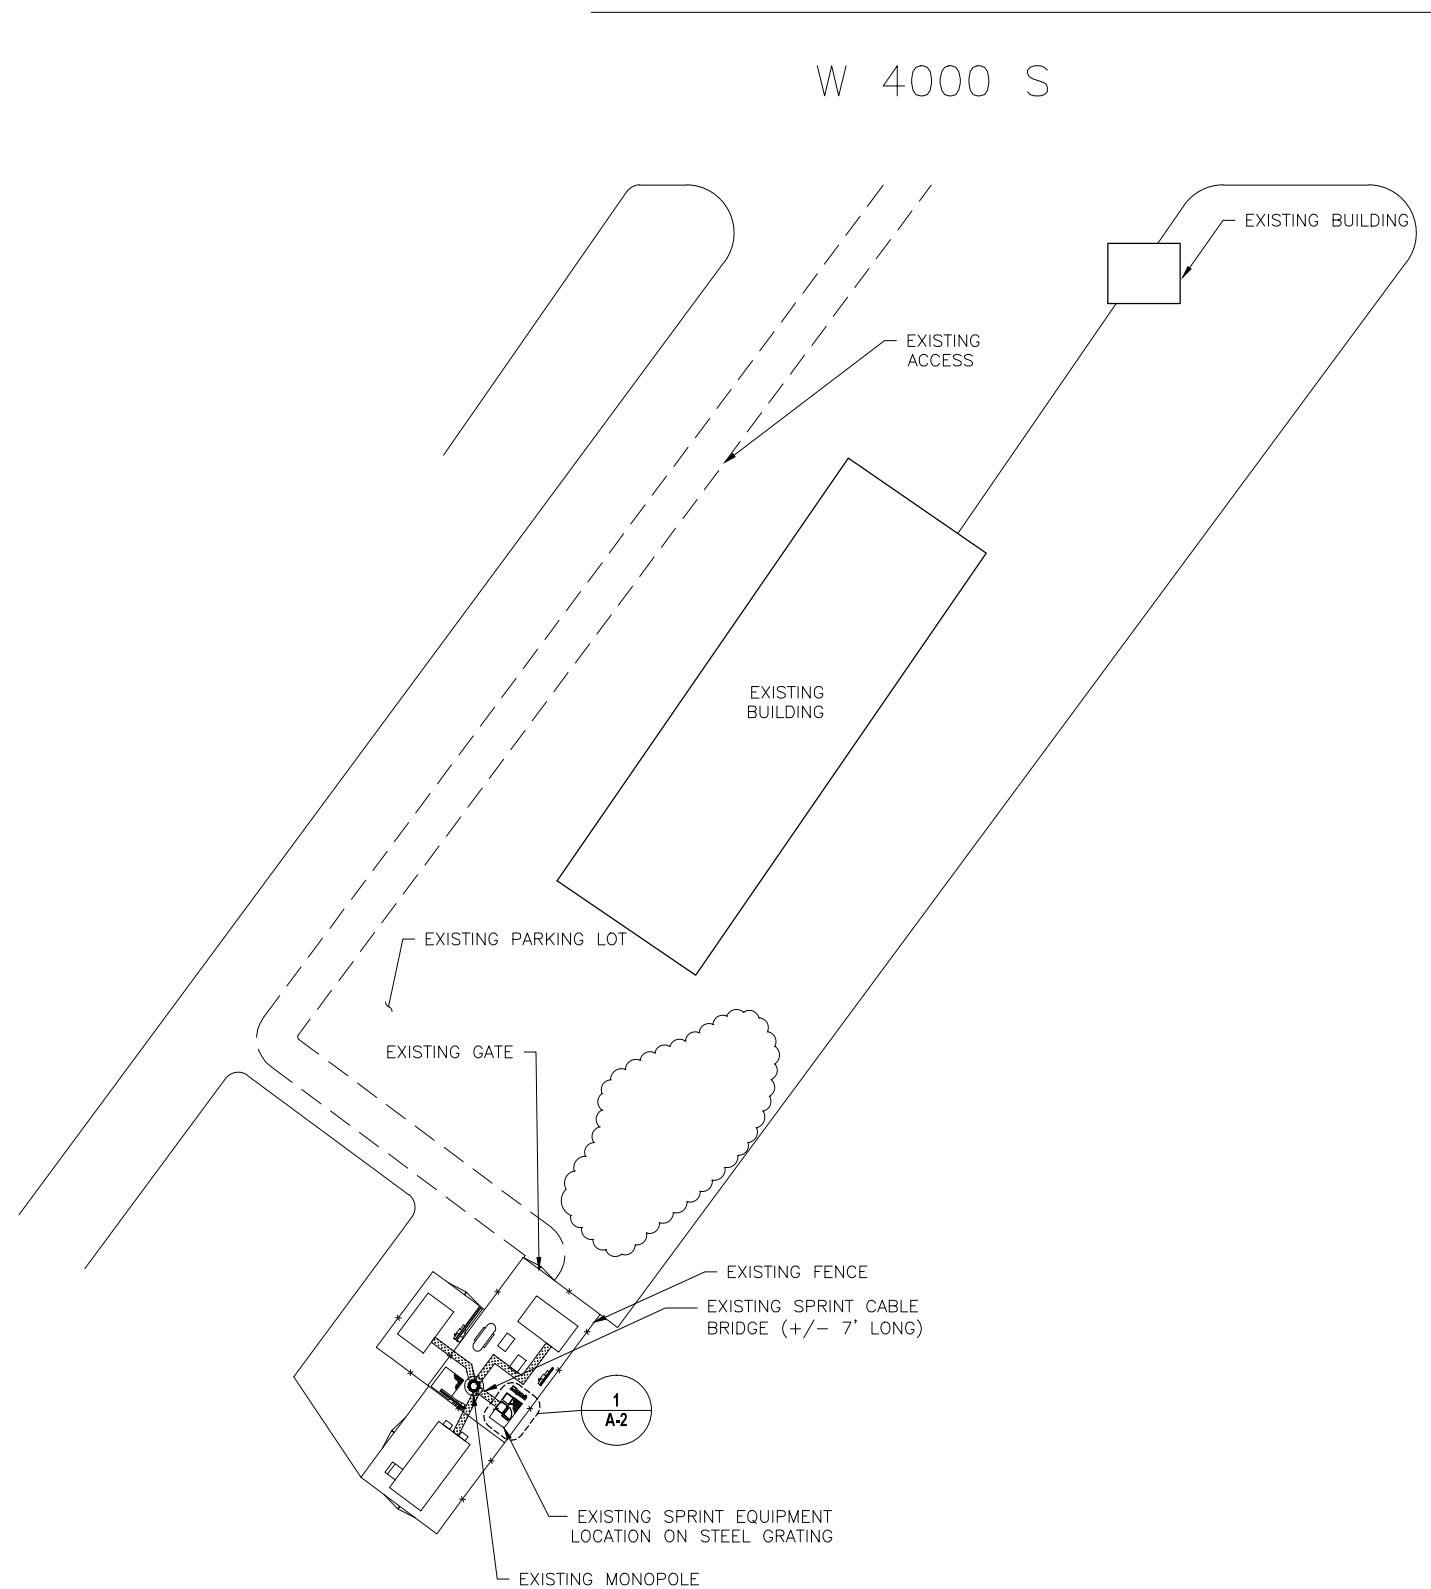 W 4000 S
EXISTING BUILDING
EXISTING
ACCESS
EXISTING
BUILDING
EXISTING PARKING LOT
EXISTING GATE
EXISTING FENCE
EXISTING SPRINT CABLE
BRIDGE (+/- 7' LONG)
1
A-2
EXISTING SPRINT EQUIPMENT
LOCATION ON STEEL GRATING
EXISTING MONOPOLE